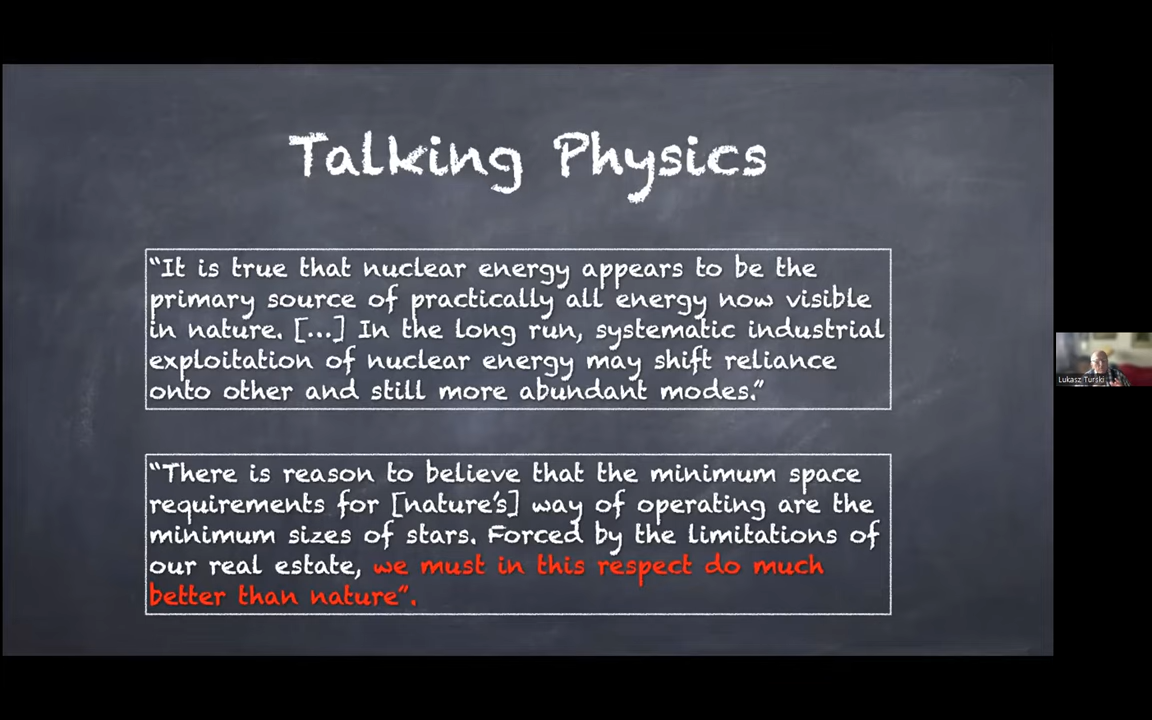 Talking Physics
“It is true that nuclear energy appears to be the
primary source of practically all energy now visible
in nature. [...] In the long run, systematic industrial
exploitation of nuclear energy may shift reliance
onto other and still more abundant modes.”
“There is reason to believe that the minimum space
requirements for [nature’s] way of operating are the
minimum sizes of stars. Forced by the limitations of
our real estate, we must in this respect do much
better than nature”.
Lukasz Turski